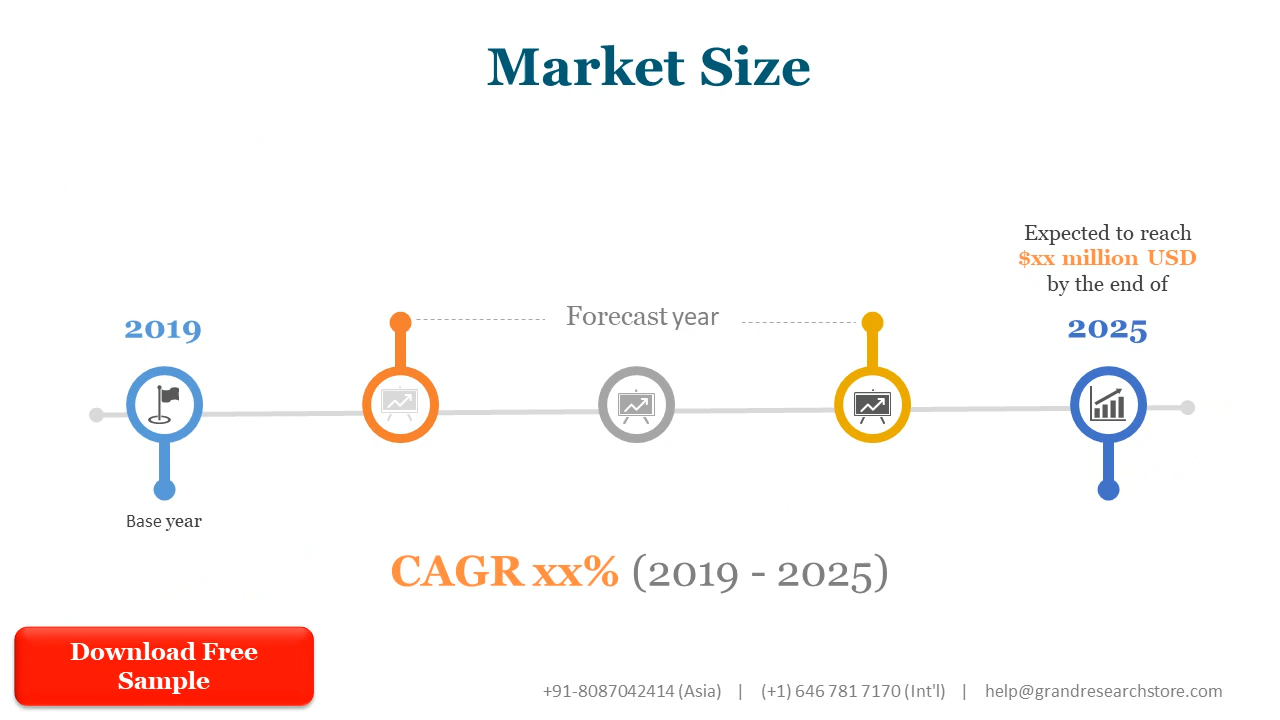 Market Size
Expected to reach
$xx million USD
by the end of
2019
Forecast year
2025
Base year
CAGR xx% (2019 - 2025)
Download Free
Sample
+91-8087042414 (Asia) | (+1) 646 781 7170 (Int'l) | help@grandresearchstore.com